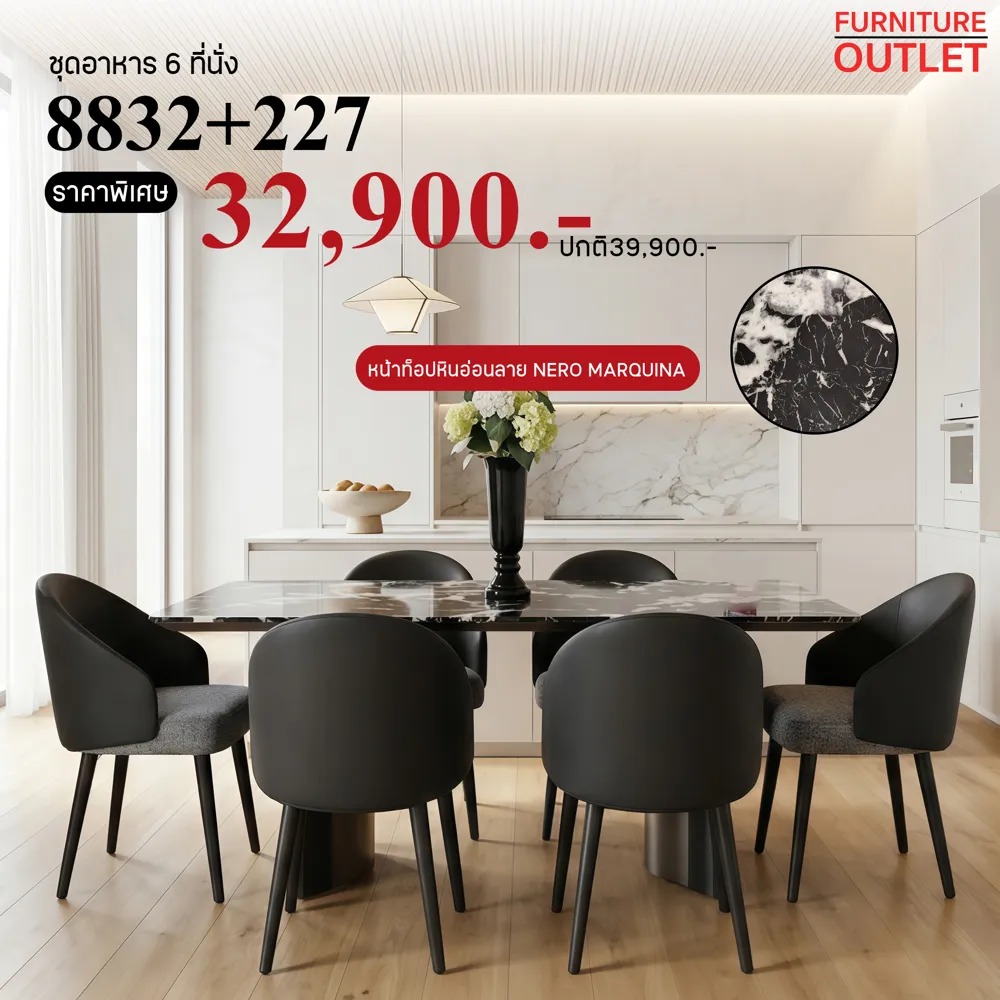 FURNITURE
OUTLET
ชุดอาหาร 6 ที่นั่ง
8832+227
ราคาพิเศษ
32,900.-
ปกติ39,900.-
หน้าท็อปหินอ่อนลาย NERO MARQUINA